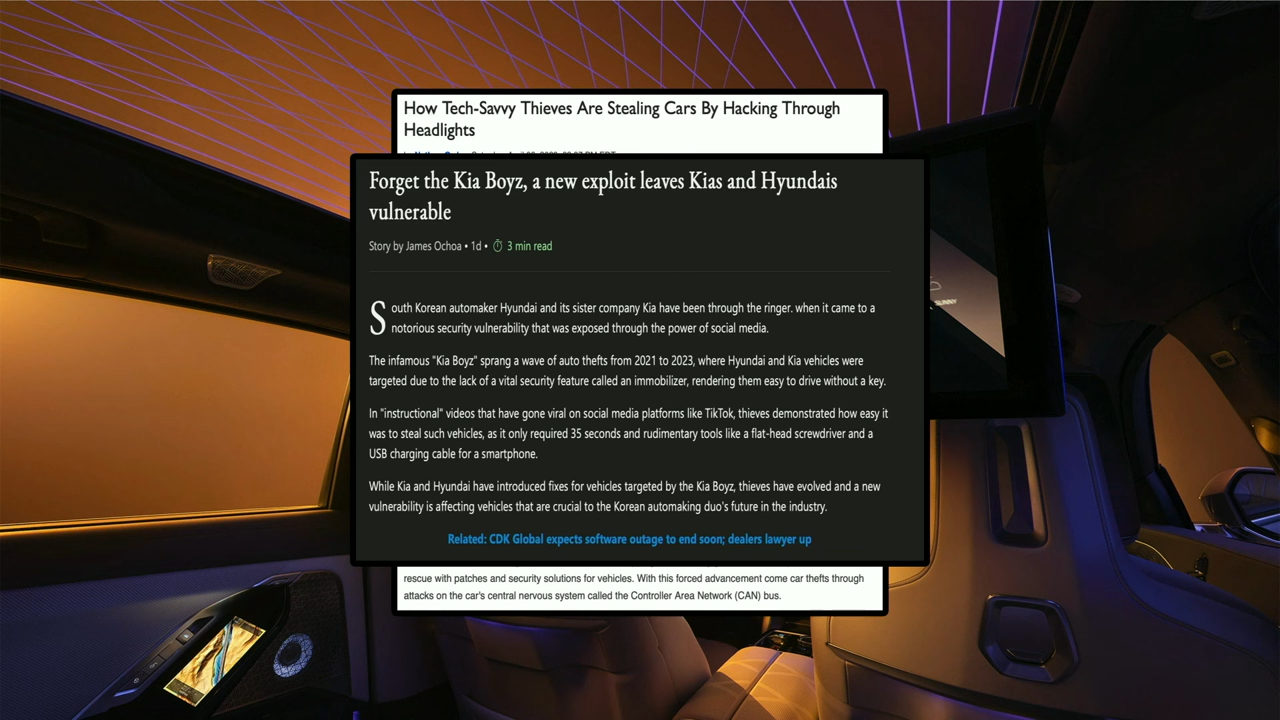 How Tech-Savvy Thieves Are Stealing Cars By Hacking Through
Headlights
Forget the Kia Boyz, a new exploit leaves Kias and Hyundais
vulnerable
Story by James Ochoa • 1d • 3 min read
South Korean automaker Hyundai and its sister company Kia have been through the ringer. when it came to a
notorious security vulnerability that was exposed through the power of social media.
The infamous "Kia Boyz" sprang a wave of auto thefts from 2021 to 2023, where Hyundai and Kia vehicles were
targeted due to the lack of a vital security feature called an immobilizer, rendering them easy to drive without a key.
In "instructional" videos that have gone viral on social media platforms like TikTok, thieves demonstrated how easy it
was to steal such vehicles, as it only required 35 seconds and rudimentary tools like a flat-head screwdriver and a
USB charging cable for a smartphone.
While Kia and Hyundai have introduced fixes for vehicles targeted by the Kia Boyz, thieves have evolved and a new
vulnerability is affecting vehicles that are crucial to the Korean automaking duo's future in the industry.
Related: CDK Global expects software outage to end soon; dealers lawyer up
rescue with patches and security solutions for vehicles. With this forced advancement come car thefts through
attacks on the car's central nervous system called the Controller Area Network (CAN) bus.